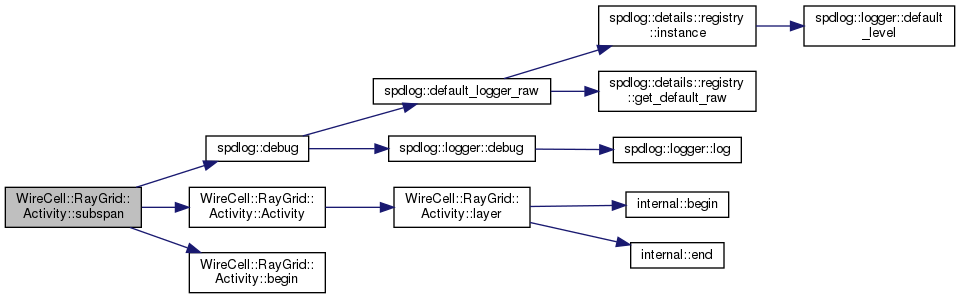 WireCell::RayGrid::
Activity::subspan
spdlog::debug
spdlog::default_logger_raw
spdlog::details::registry
::instance
spdlog::logger::default
_level
spdlog::details::registry
::get_default_raw
spdlog::logger::debug
spdlog::logger::log
WireCell::RayGrid::
Activity::Activity
WireCell::RayGrid::
Activity::layer
internal::begin
internal::end
WireCell::RayGrid::
Activity::begin